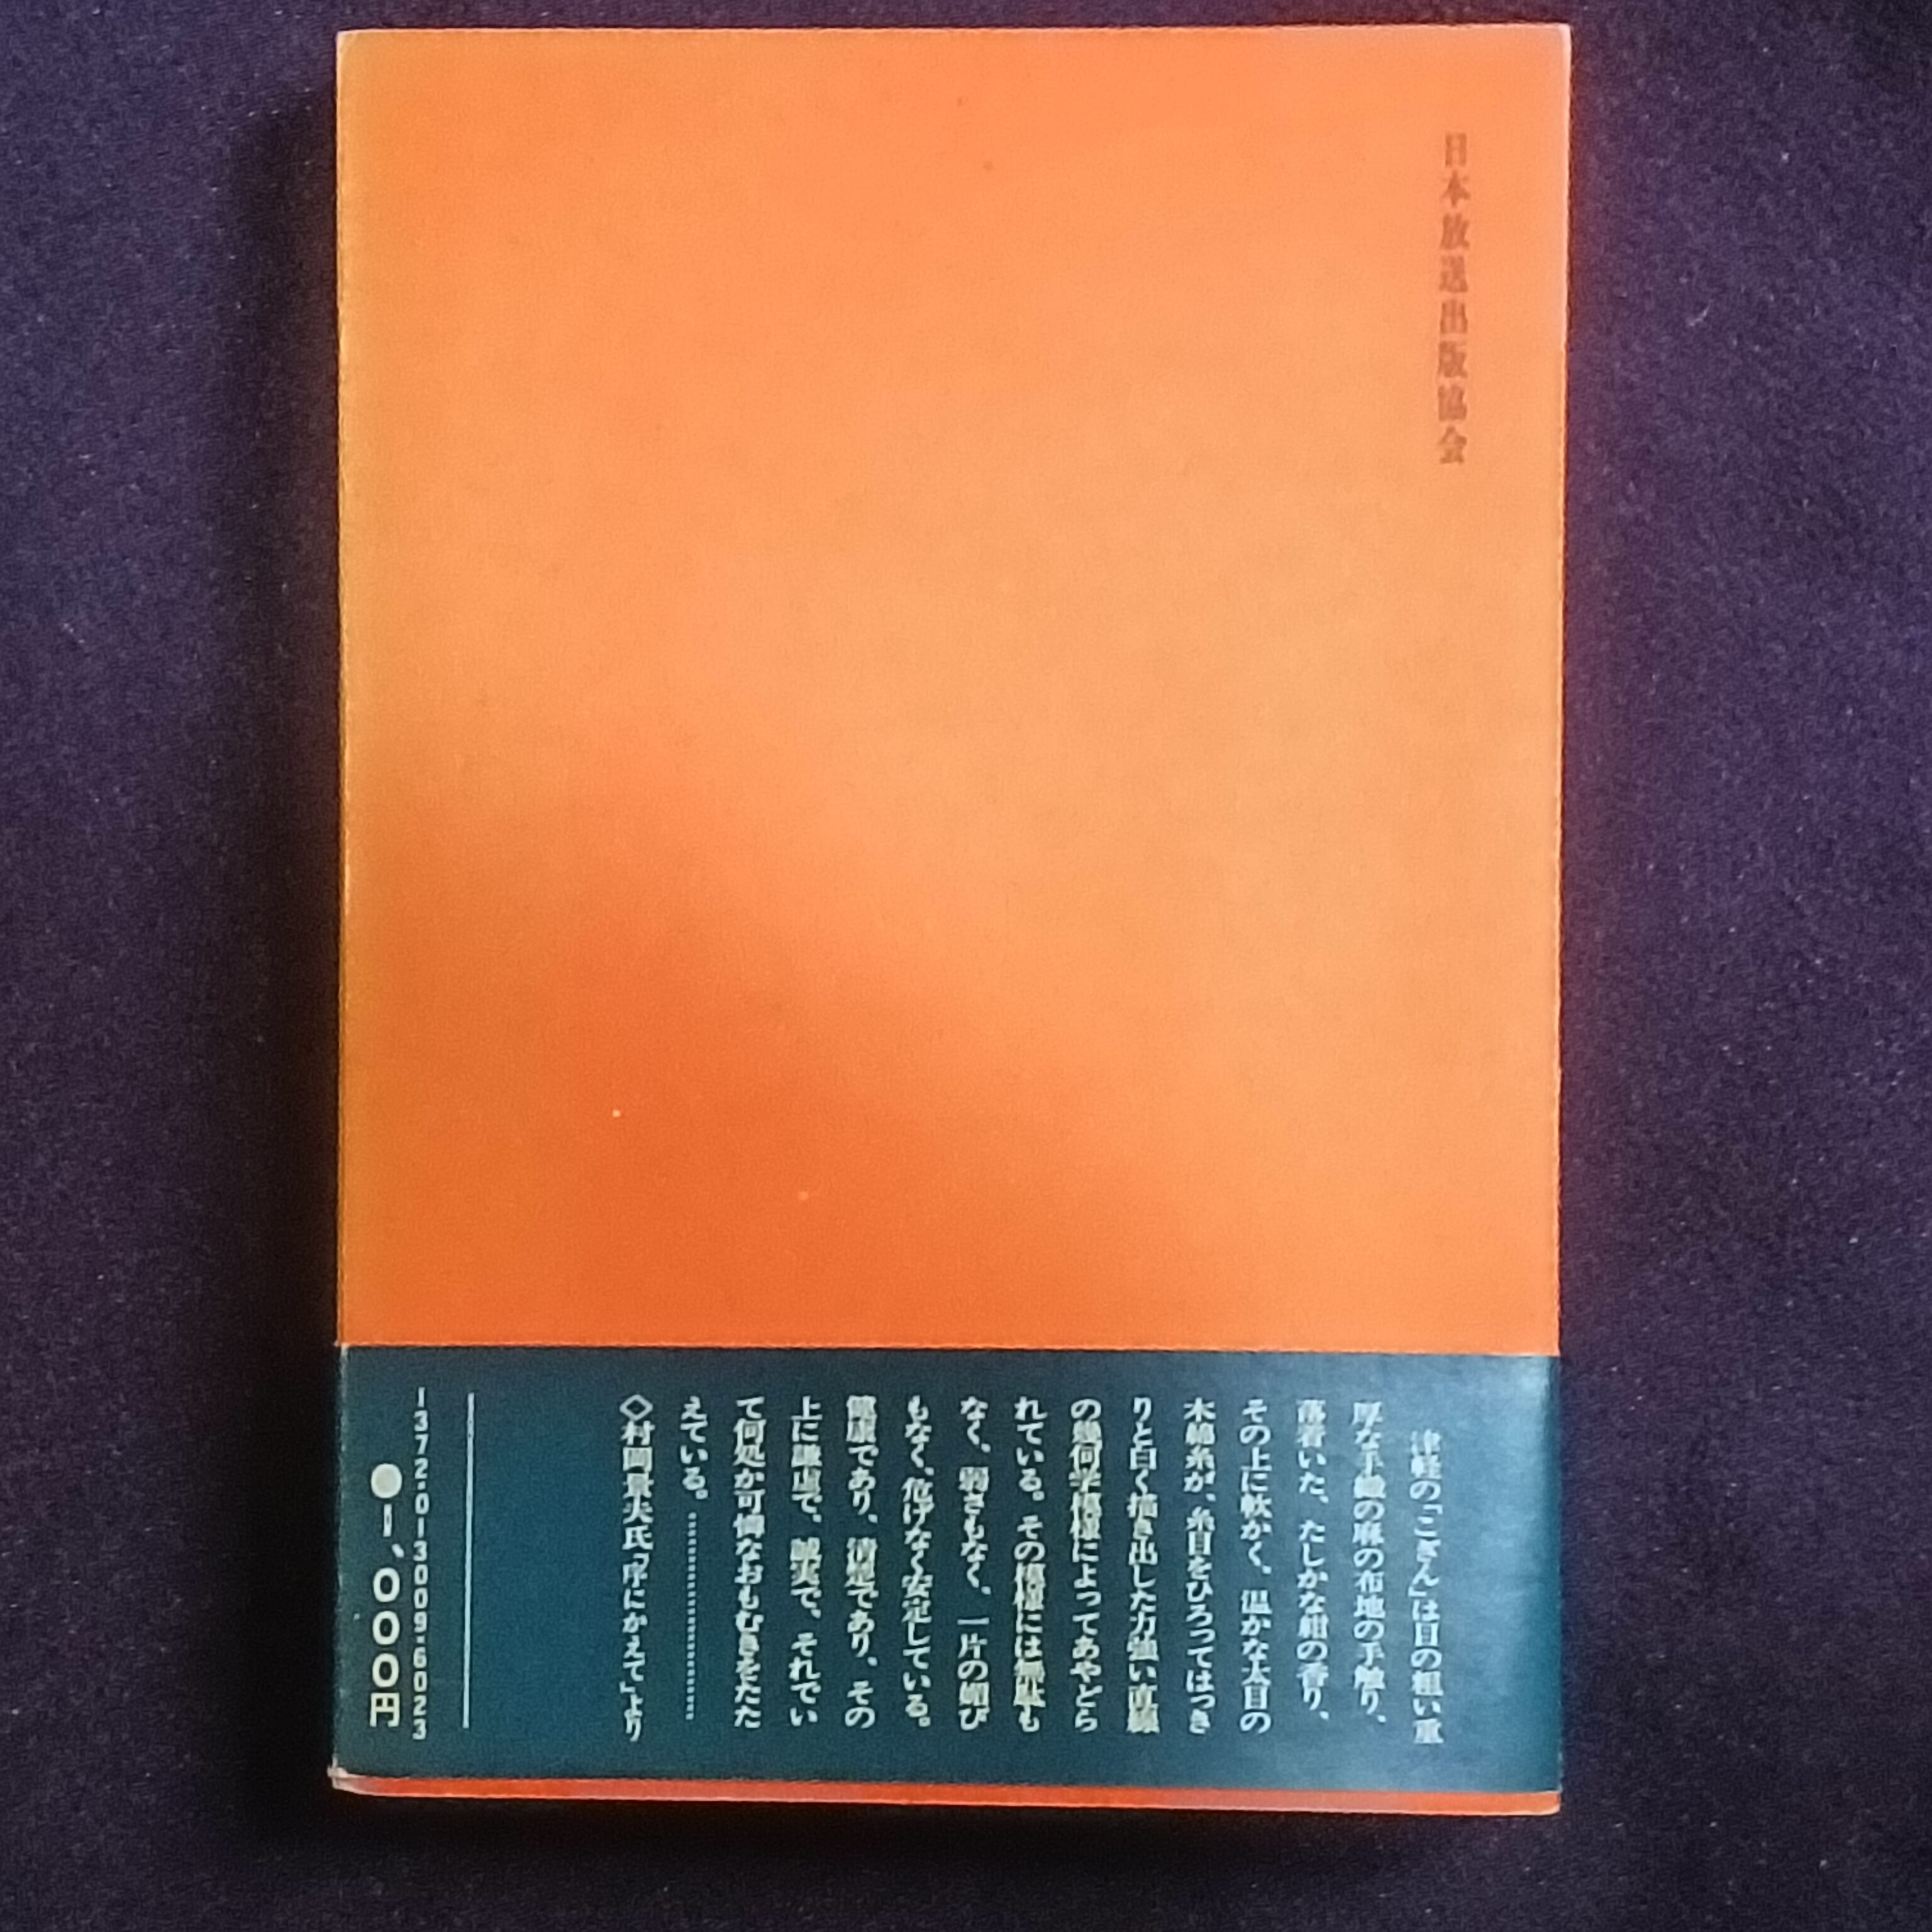 日本放送出版協会
津軽の「こぎん」は目の粗い重
厚な手織の麻の布地の手触り、
落着いた、たしかな紺の香り、
その上に軟かく、温かな太目の
木綿糸が、糸目をひろってはっき
りと白く描き出した力強い直線
の幾何学模様によってあやどら
れている。その模様には無駄も
なく、弱さもなく、一片の媚び
もなく、危げなく安定している。
健康であり、清楚であり、その
上に謙虚で、誠実で、それでい
て何処か可憐なおもむきをたた
えている。………………
◇村岡景夫氏「序にかえて」より
1372-013009-6023
●一、〇〇〇円